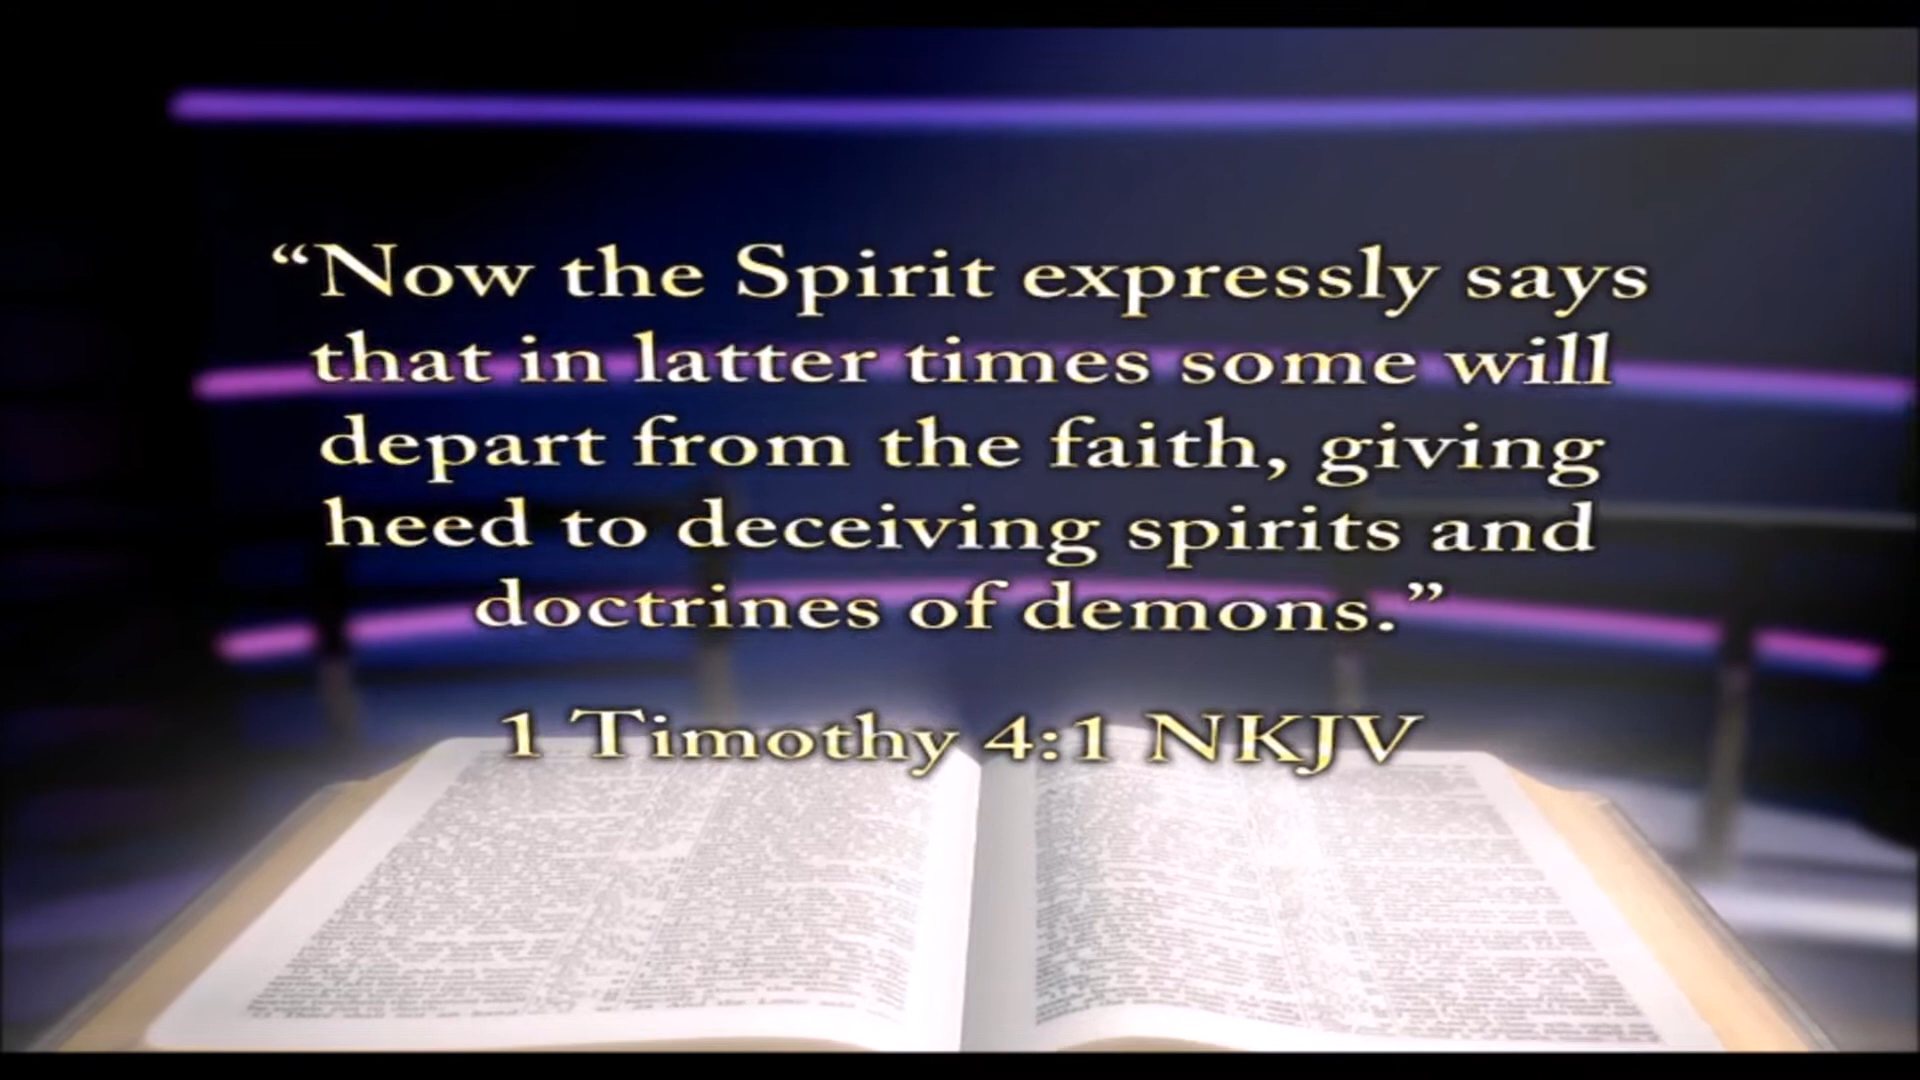 “Now the Spirit expressly says
that in latter times some will
depart from the faith, giving
heed to deceiving spirits and
doctrines of demons.”
1 Timothy 4:1 NKJV